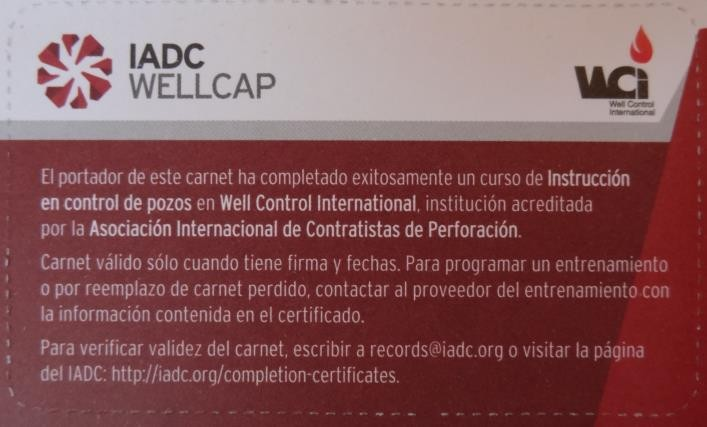 IADC
WELLCAP
WCi
Well Control
International
El portador de este carnet ha completado exitosamente un curso de Instrucción
en control de pozos en Well Control International, institución acreditada
por la Asociación Internacional de Contratistas de Perforación.
Carnet válido sólo cuando tiene firma y fechas. Para programar un entrenamiento
o por reemplazo de carnet perdido, contactar al proveedor del entrenamiento con
la información contenida en el certificado.
Para verificar validez del carnet, escribir a records@iadc.org o visitar la página
del IADC: http://iadc.org/completion-certificates.